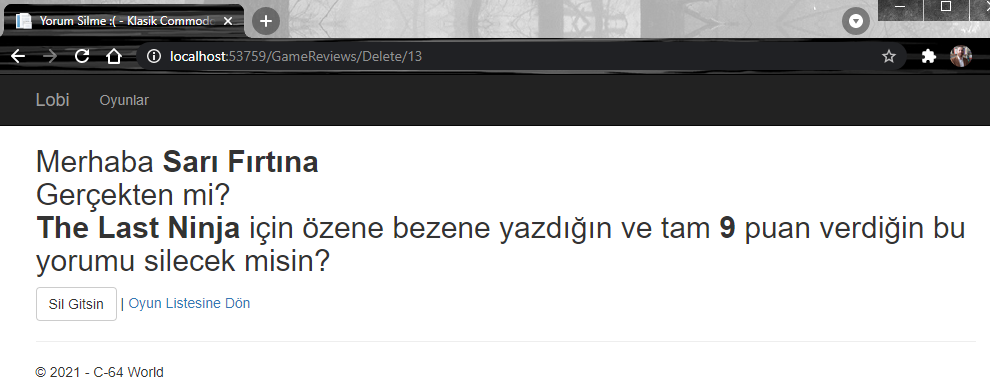 Yorum Silme :( - Klasik Commodo
localhost:53759/GameReviews/Delete/13
Lobi Oyunlar
Merhaba Sarı Fırtına
Gerçekten mi?
The Last Ninja için özene bezene yazdığın ve tam 9 puan verdiğin bu
yorumu silecek misin?
Sil Gitsin | Oyun Listesine Dön
© 2021 - C-64 World